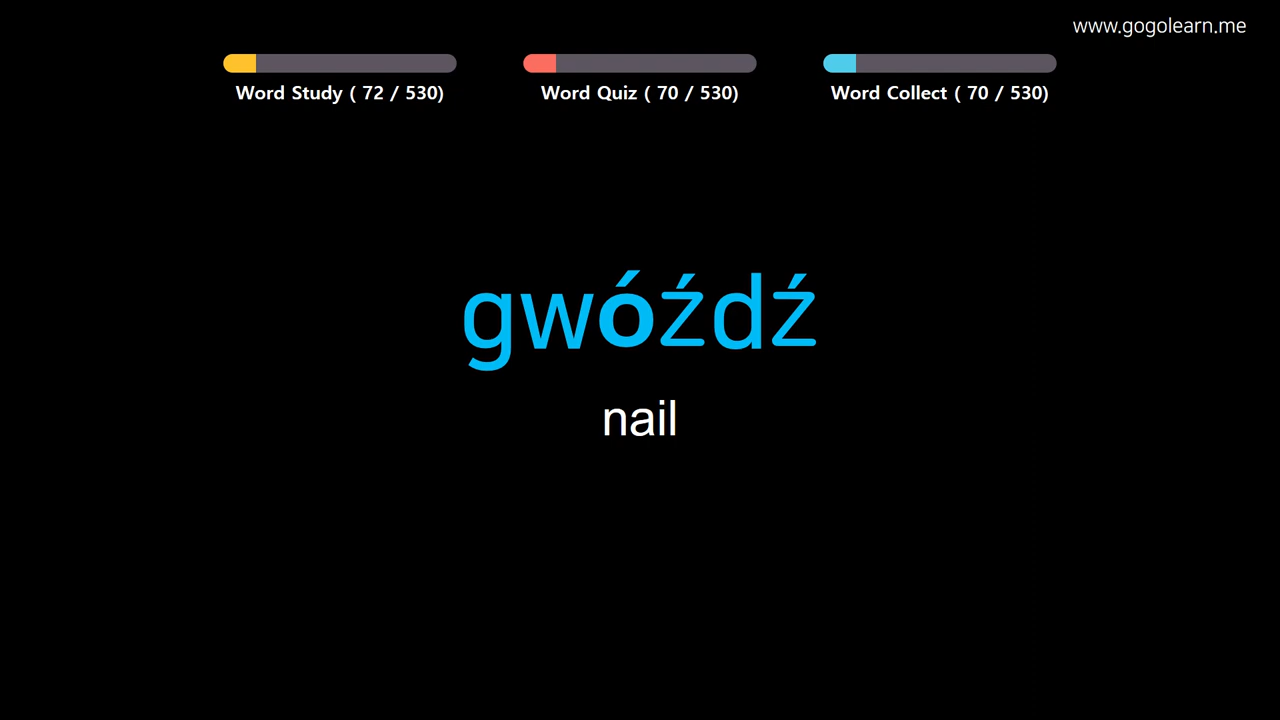 www.gogolearn.me
Word Study ( 72 / 530)
Word Quiz ( 70 / 530)
Word Collect ( 70 / 530)
gwóźdź
nail